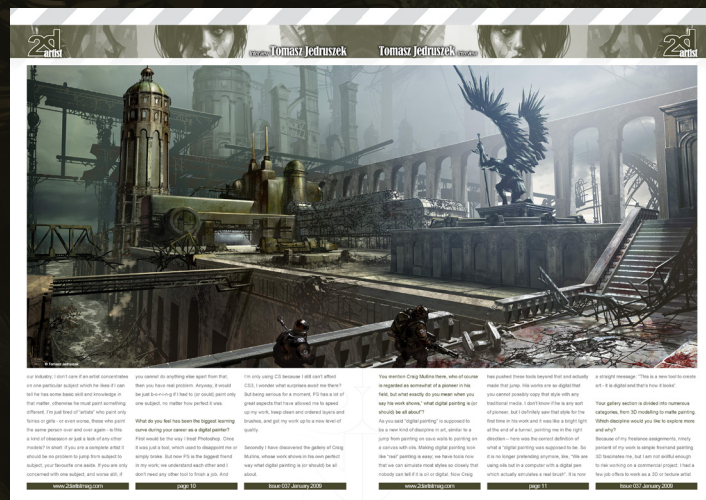 2d artist
interview Tomasz Jedruszek
Tomasz Jedruszek interview
2d artist
© Tomasz Jedruszek
our industry, I don't care if an artist concentrates
on one particular subject which he likes if I can
tell he has some basic skill and knowledge in
that matter, otherwise he must paint something
different. I'm just tired of "artists" who paint only
fairies or gels - or even worse, those who paint
the same person over and over again - is this
a kind of obsession or just a lack of any other
models? In short: if you are a complete artist it
should be no problem to jump from subject to
subject, your favourite one aside. If you are only
concerned with one subject, and worse still, if
you cannot do anything else apart from that,
then you have real problem. Anyway, it would
be just b-o-r-i-n-g if I had to (or could) paint only
one subject, no matter how perfect it was.
What do you feel has been the biggest learning
curve during your career as a digital painter?
First would be the way I treat Photoshop. Once
it was just a tool, which used to disappoint me or
simply broke. But now PS is the biggest friend
in my work; we understand each other and I
don't need any other tool to finish a job. And
I'm only using CS because I still can't afford
CS3. I wonder what surprises await me there?
But being serious for a moment, PS has a lot of
great aspects that have allowed me to speed
up my work, keep clean and ordered layers and
brushes, and get my work up to a new level of
quality.
Secondly I have discovered the gallery of Craig
Mullins, whose work shows in his own perfect
way what digital painting is (or should be) all
about.
You mention Craig Mullins there, who of course
is regarded as somewhat of a pioneer in his
field, but what exactly do you mean when you
say his work shows," what digital painting is (or
should be) all about"?
As you said "digital painting" is supposed to
be a new kind of discipline in art, similar to a
jump from painting on cave walls to painting on
a canvas with oils. Making digital painting look
like "real" painting is easy; we have tools now
that we can simulate most styles so closely that
nobody can tell if it is oil or digital. Now Craig
has pushed these tools beyond that and actually
made that jump. His works are so digital that
you cannot possibly copy that style with any
traditional media. I don't know if he is any sort
of pioneer, but I definitely saw that style for the
first time in his work and it was like a bright light
at the end of a tunnel, pointing me in the right
direction - here was the correct definition of
what a "digital painting" was supposed to be. So
it is no longer pretending anymore, like, "We are
using oils but in a computer with a digital pen
which actually simulates a real brush". It is now
a straight message: "This is a new tool to create
art - it is digital and that's how it looks!.
Your gallery section is divided into numerous
categories, from 3D modelling to matte painting.
Which discipline would you like to explore more
and why?
Because of my freelance assignments, ninety
percent of my work is simple freehand painting.
3D fascinates me, but I am not skilled enough
to risk working on a commercial project. I had a
few job offers to work as a 3D or texture artist
www.2dartistmag.com
page 10
Issue 037 January 2009
www.2dartistmag.com
page 11
Issue 037 January 2009